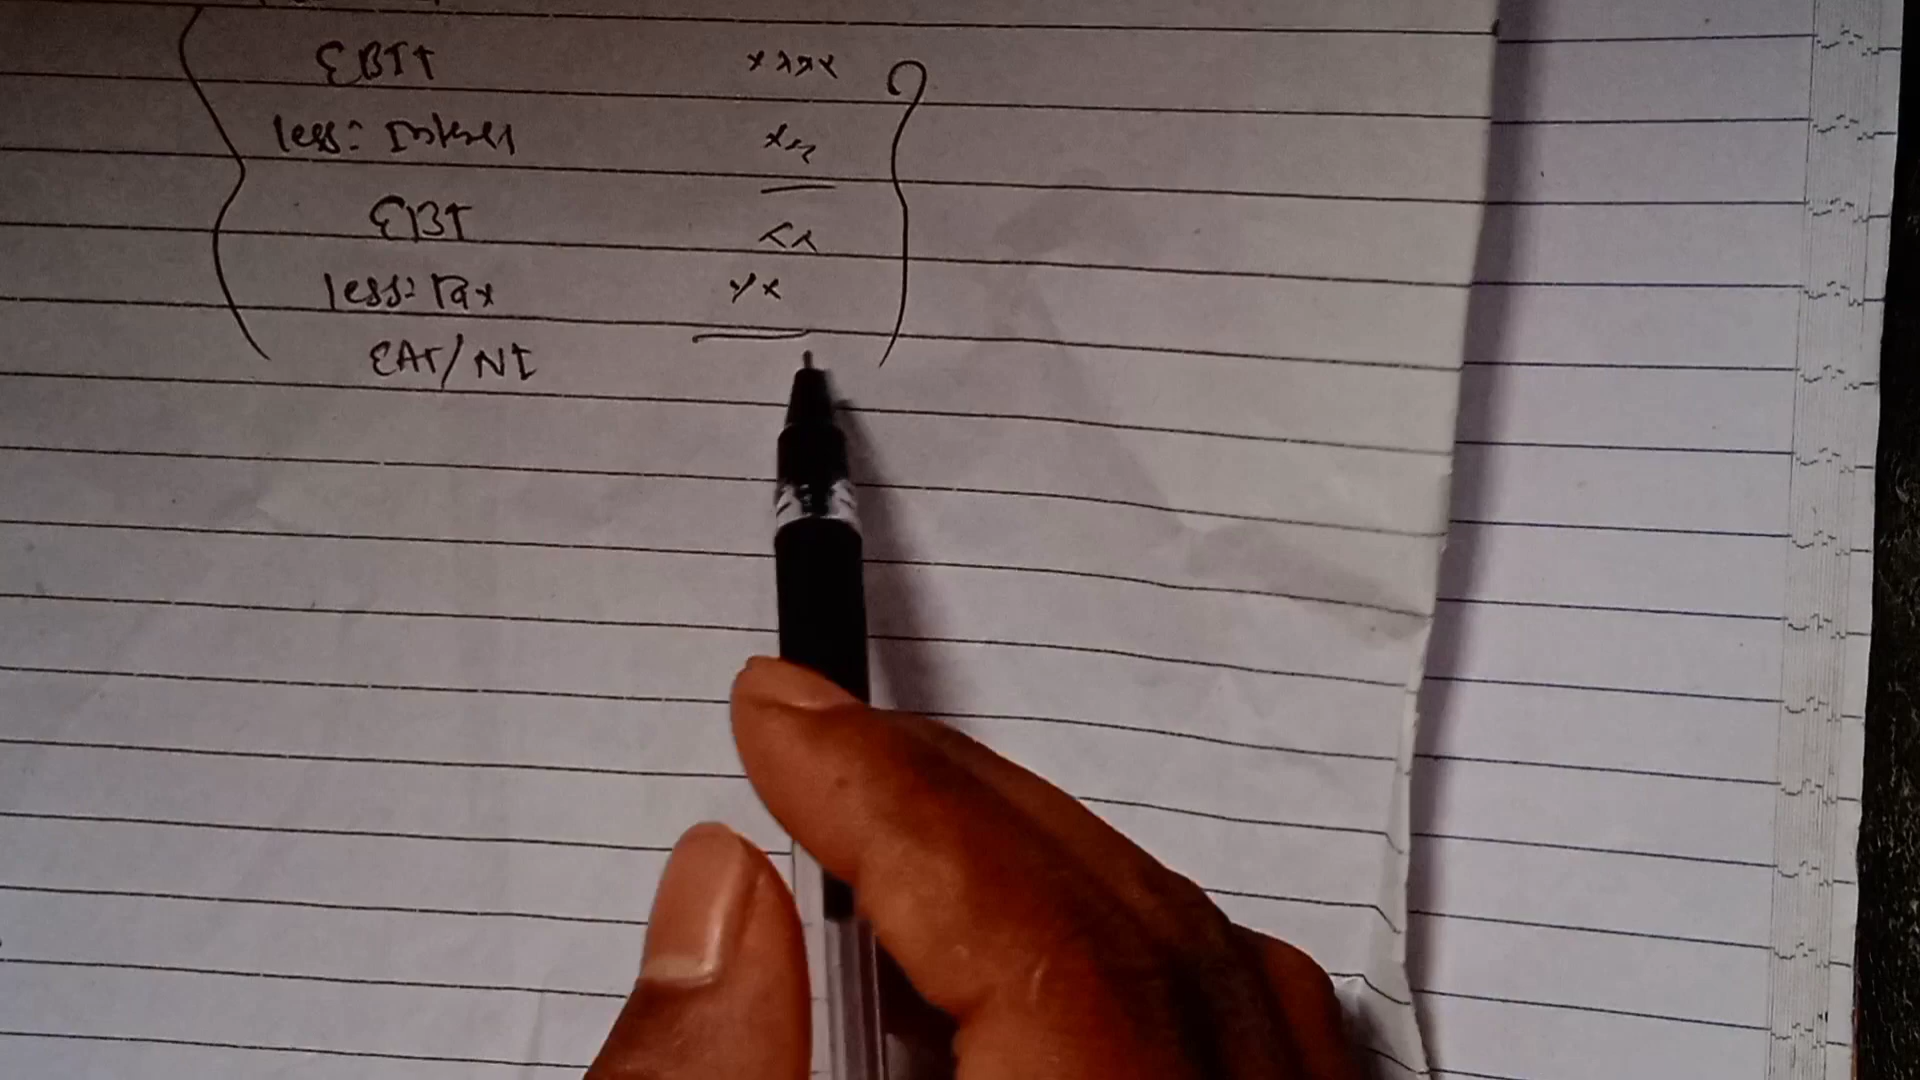 EBIT xxxx
less: Interest xx
EBT xx
less: Tax xx
EAT/NI